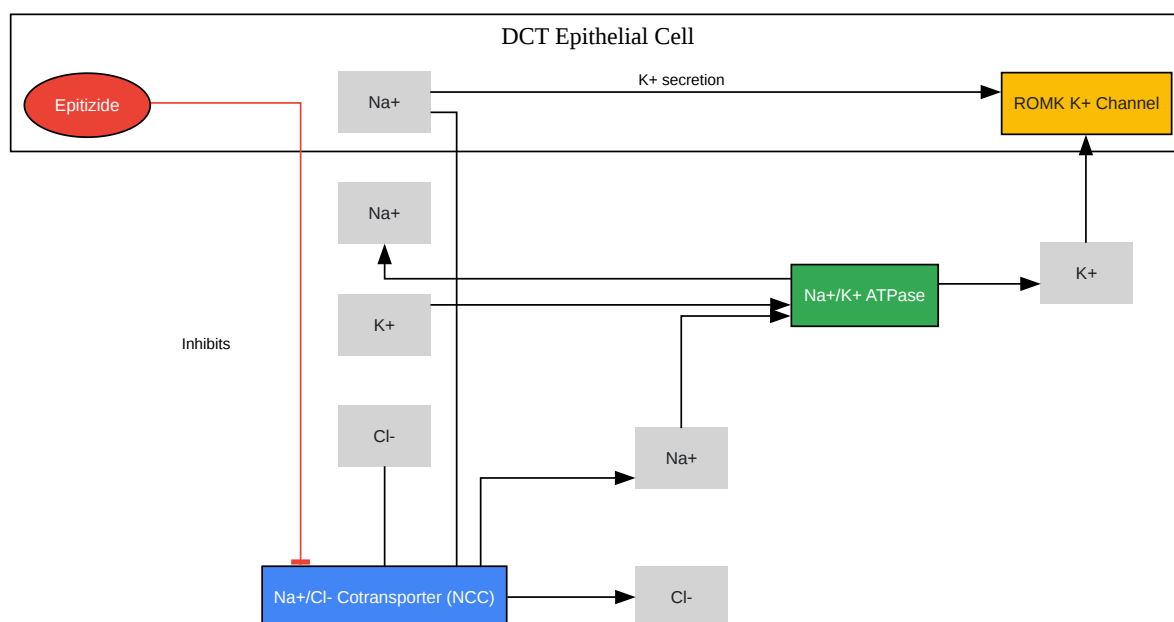 DCT Epithelial Cell
Epitizide
Na+
K+ secretion
ROMK K+ Channel
Na+
K+
Na+/K+ ATPase
K+
Inhibits
Cl-
Na+
Na+/Cl- Cotransporter (NCC)
Cl-